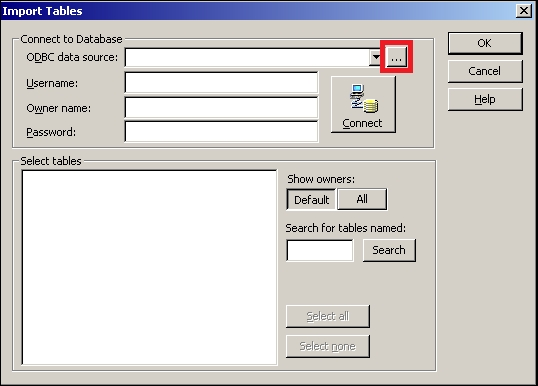 Import Tables
Connect to Database
ODBC data source:
...
OK
Username:
Cancel
Owner name:
Help
Password:
Connect
Select tables
Show owners:
Default All
Search for tables named:
Search
Select all
Select none